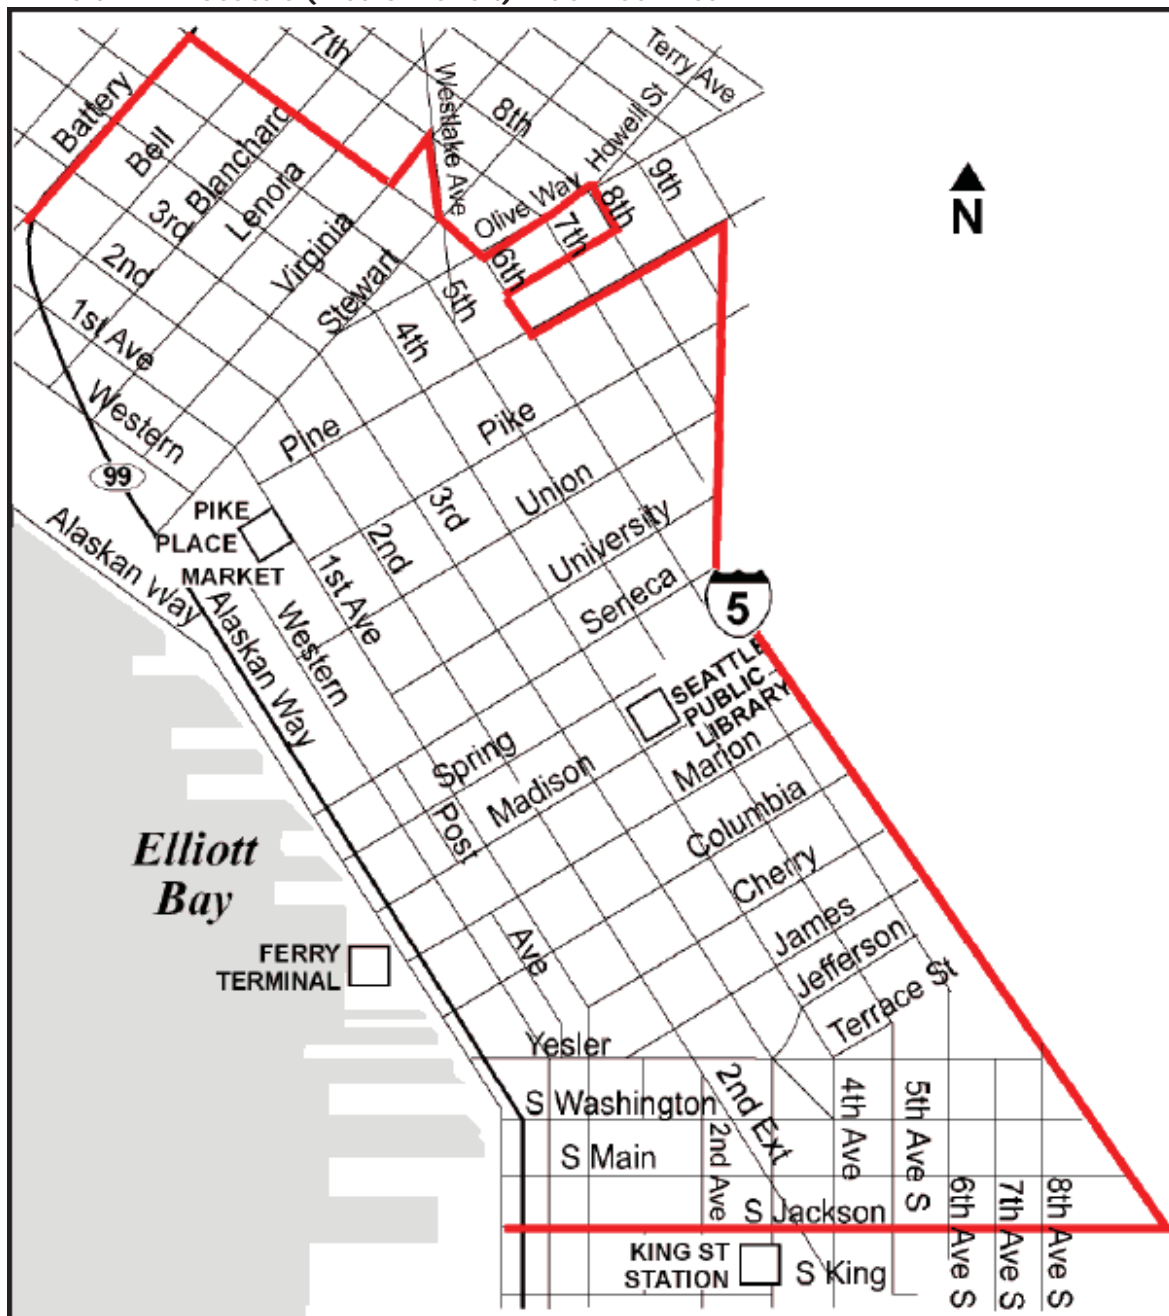 7th
Terry Ave
Westlake Ave
Battery
8th
Howell St
Bell
Blanchard
9th
3rd
Lenora
Olive Way
8th
7th
N
2nd
Virginia
6th
Stewart
5th
1st Ave
4th
Western
Pine
Pike
99
3rd
Union
PIKE
PLACE
MARKET
2nd
University
Alaskan Way
1st Ave
Seneca
5
Alaskan Way
Western
SEATTLE
PUBLIC
LIBRARY
Spring
Madison
Marion
Post
Columbia
Elliott
Bay
Cherry
Ave
James
FERRY
TERMINAL
Jefferson
Terrace St
Yesler
2nd Ext
4th Ave
5th Ave S
S Washington
S Main
2nd Ave
6th Ave S
7th Ave S
8th Ave S
S Jackson
KING ST
STATION
S King